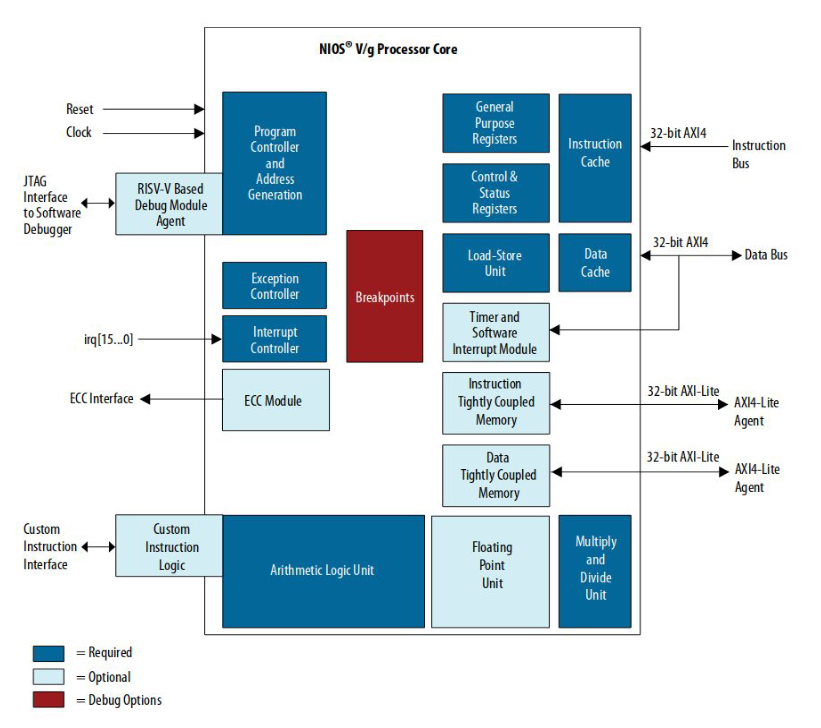 NIOS® V/g Processor Core
Reset
Clock
Program
Controller
and
Address
Generation
JTAG
Interface
to Software
Debugger
RISV-V Based
Debug Module
Agent
General
Purpose
Registers
Control &
Status
Registers
Instruction
Cache
32-bit AXI4
Instruction
Bus
Load-Store
Unit
Data
Cache
32-bit AXI4
Data Bus
Exception
Controller
Breakpoints
irq[15...0]
Interrupt
Controller
Timer and
Software
Interrupt Module
ECC Interface
ECC Module
Instruction
Tightly Coupled
Memory
32-bit AXI-Lite
AXI4-Lite
Agent
Data
Tightly Coupled
Memory
32-bit AXI-Lite
AXI4-Lite
Agent
Custom
Instruction
Interface
Custom
Instruction
Logic
Arithmetic Logic Unit
Floating
Point
Unit
Multiply
and
Divide
Unit
= Required
= Optional
= Debug Options